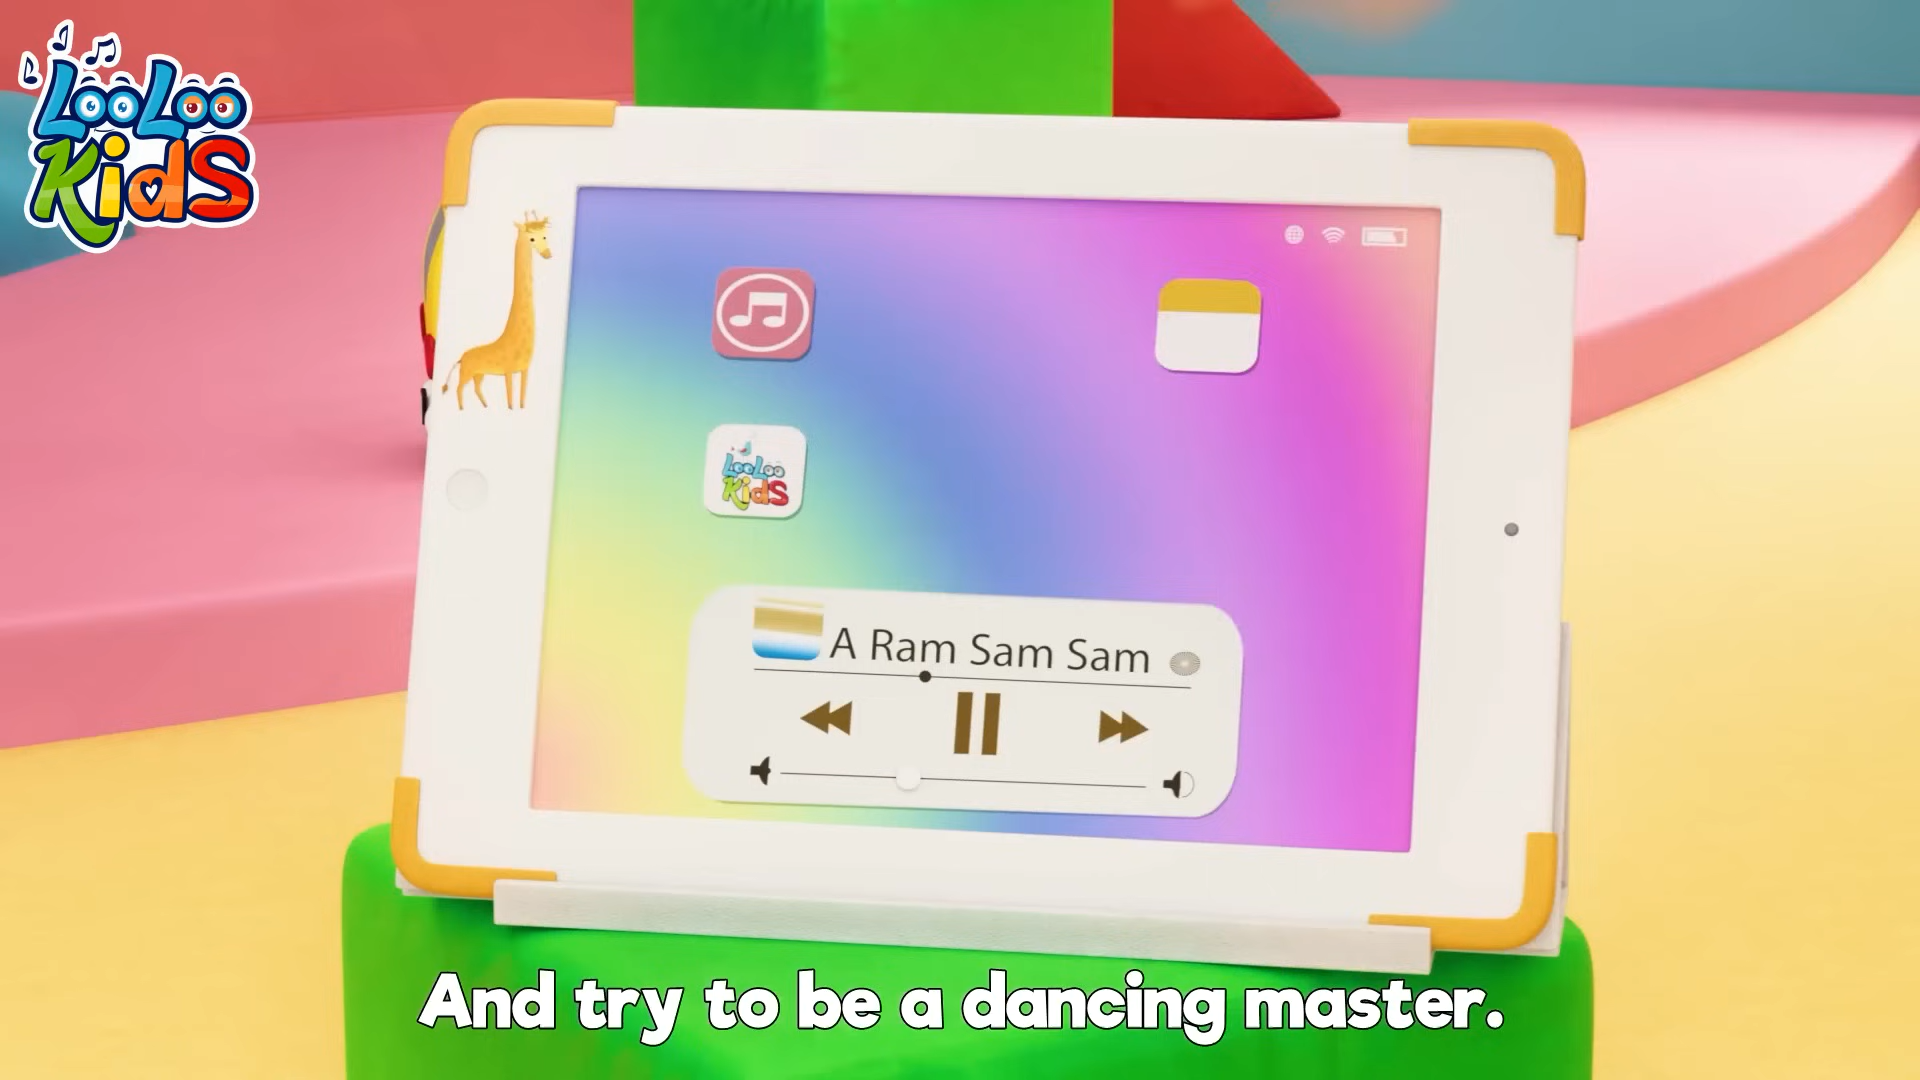 LooLoo
Kids
LooLoo
Kids
A Ram Sam Sam
And try to be a dancing master.